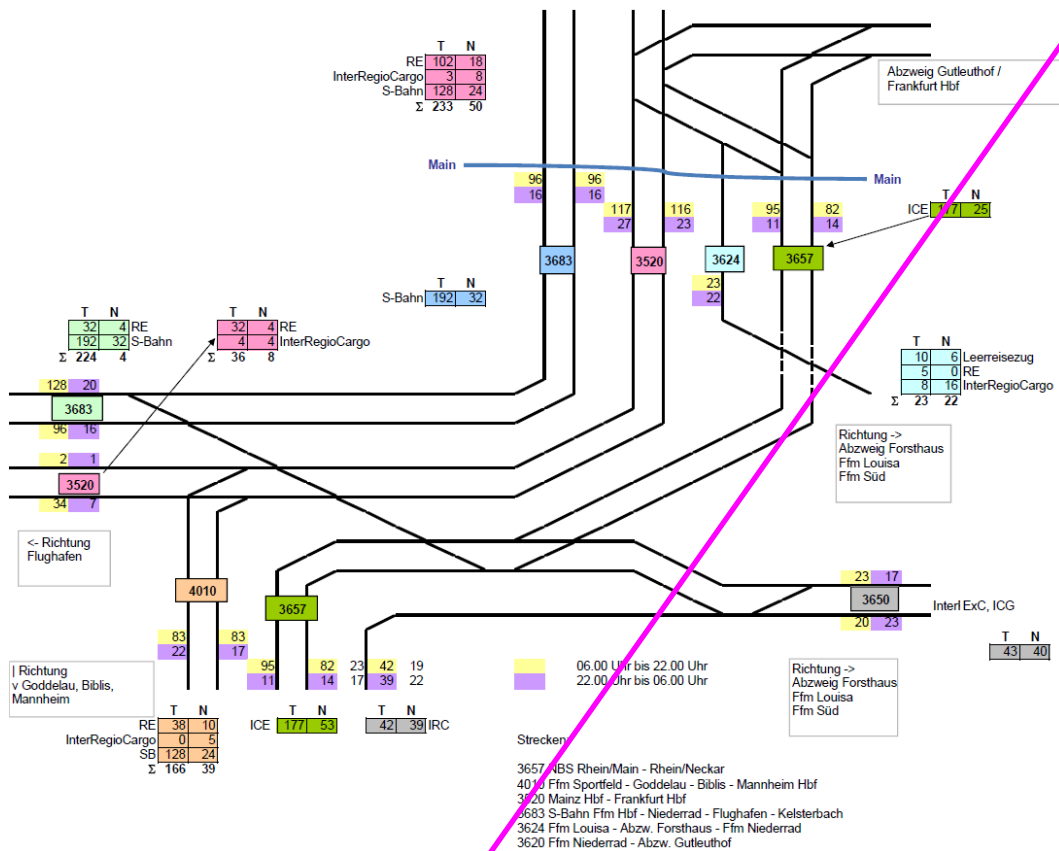 T N
RE 102 18
InterRegioCargo 3 8
S-Bahn 128 24
Σ 233 50
Abzweig Gutleuthof /
Frankfurt Hbf
Main
Main
96 96
16 16
117 116
27 23
95 82
11 14
T N
ICE 177 25
3683
3520
3624
3657
23
22
S-Bahn 192 32
T N
32 4 RE
192 32 S-Bahn
Σ 224 4
T N
32 4 RE
4 4 InterRegioCargo
Σ 36 8
T N
10 6 Leerreisezug
5 0 RE
8 16 InterRegioCargo
Σ 23 22
128 20
3683
96 16
2 1
3520
34 7
Richtung ->
Abzweig Forsthaus
Ffm Louisa
Ffm Süd
<- Richtung
Flughafen
4010
3657
23 17
3650
20 23
Interl ExC, ICG
43 40
83 83
22 17
95 82
11 14
23 42 19
17 39 22
06.00 Uhr bis 22.00 Uhr
22.00 Uhr bis 06.00 Uhr
| Richtung
v Goddelau, Biblis,
Mannheim
Richtung ->
Abzweig Forsthaus
Ffm Louisa
Ffm Süd
T N
RE 38 10
InterRegioCargo 0 5
SB 128 24
Σ 166 39
T N
ICE 177 53
T N
42 39 IRC
T N
Strecken
3657 NBS Rhein/Main - Rhein/Neckar
4010 Ffm Sportfeld - Goddelau - Biblis - Mannheim Hbf
3520 Mainz Hbf - Frankfurt Hbf
3683 S-Bahn Ffm Hbf - Niederrad - Flughafen - Kelsterbach
3624 Ffm Louisa - Abzw. Forsthaus - Ffm Niederrad
3620 Ffm Niederrad - Abzw. Gutleuthof